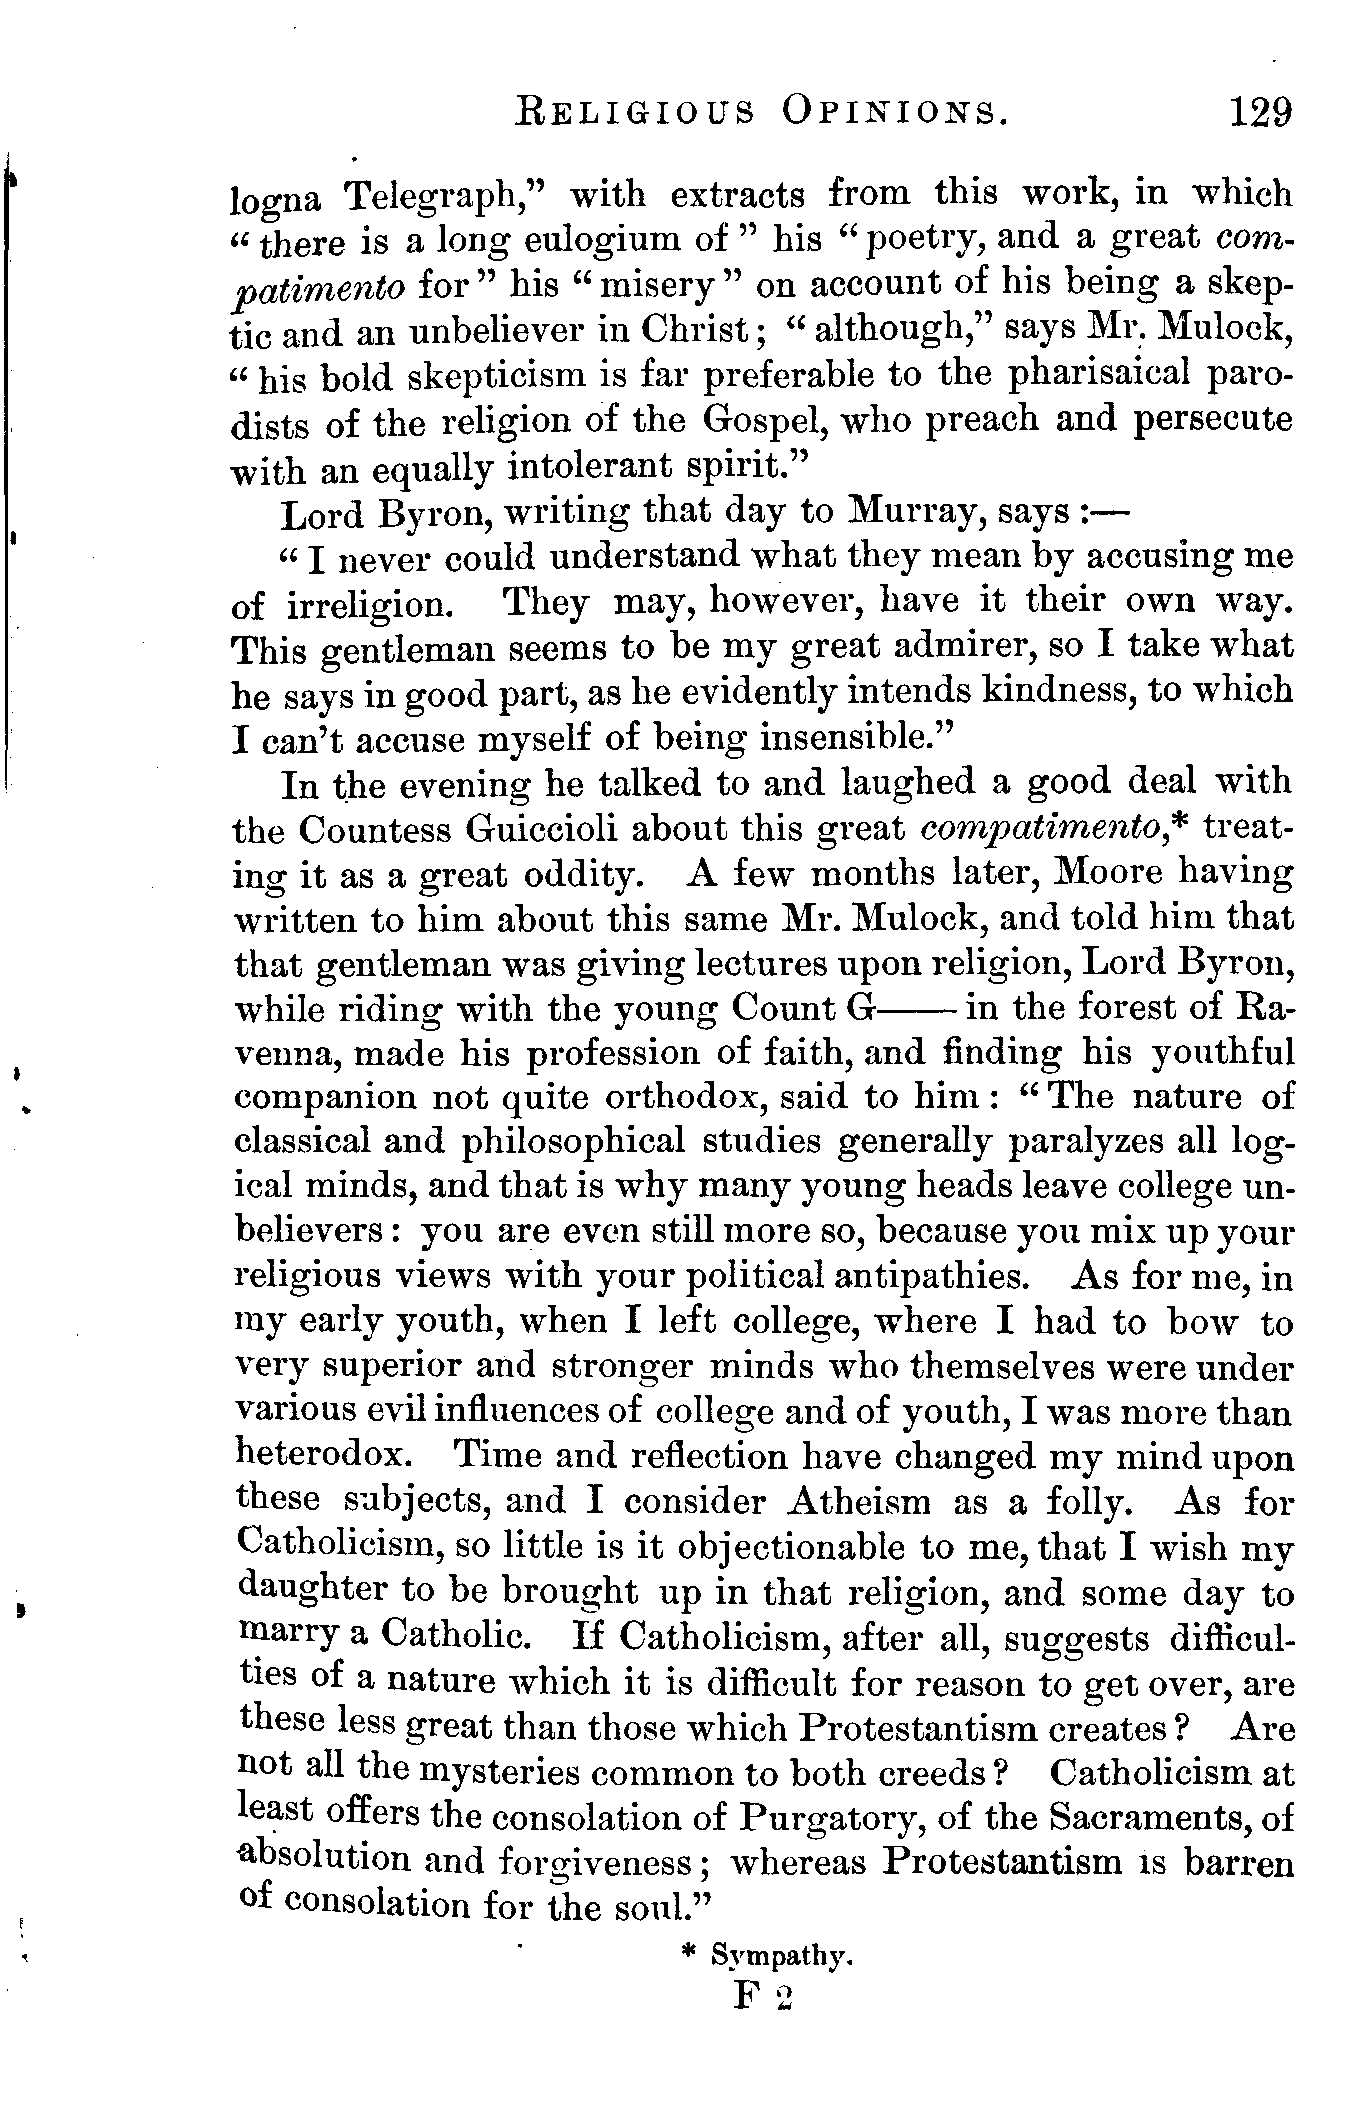 RELIGIOUS OPINIONS. 129
logna Telegraph,” with extracts from this work, in which
“there is a long eulogium of” his “poetry, and a great com-
patimento for” his “misery” on account of his being a skep-
tic and an unbeliever in Christ; “although,” says Mr. Mulock,
“his bold skepticism is far preferable to the pharisaical paro-
dists of the religion of the Gospel, who preach and persecute
with an equally intolerant spirit.”
Lord Byron, writing that day to Murray, says:—
“I never could understand what they mean by accusing me
of irreligion. They may, however, have it their own way.
This gentleman seems to be my great admirer, so I take what
he says in good part, as he evidently intends kindness, to which
I can’t accuse myself of being insensible.”
In the evening he talked to and laughed a good deal with
the Countess Guiccioli about this great compatimento,* treat-
ing it as a great oddity. A few months later, Moore having
written to him about this same Mr. Mulock, and told him that
that gentleman was giving lectures upon religion, Lord Byron,
while riding with the young Count G—— in the forest of Ra-
venna, made his profession of faith, and finding his youthful
companion not quite orthodox, said to him: “The nature of
classical and philosophical studies generally paralyzes all log-
ical minds, and that is why many young heads leave college un-
believers: you are even still more so, because you mix up your
religious views with your political antipathies. As for me, in
my early youth, when I left college, where I had to bow to
very superior and stronger minds who themselves were under
various evil influences of college and of youth, I was more than
heterodox. Time and reflection have changed my mind upon
these subjects, and I consider Atheism as a folly. As for
Catholicism, so little is it objectionable to me, that I wish my
daughter to be brought up in that religion, and some day to
marry a Catholic. If Catholicism, after all, suggests difficul-
ties of a nature which it is difficult for reason to get over, are
these less great than those which Protestantism creates? Are
not all the mysteries common to both creeds? Catholicism at
least offers the consolation of Purgatory, of the Sacraments, of
absolution and forgiveness; whereas Protestantism is barren
of consolation for the soul.”
* Sympathy.
F 2